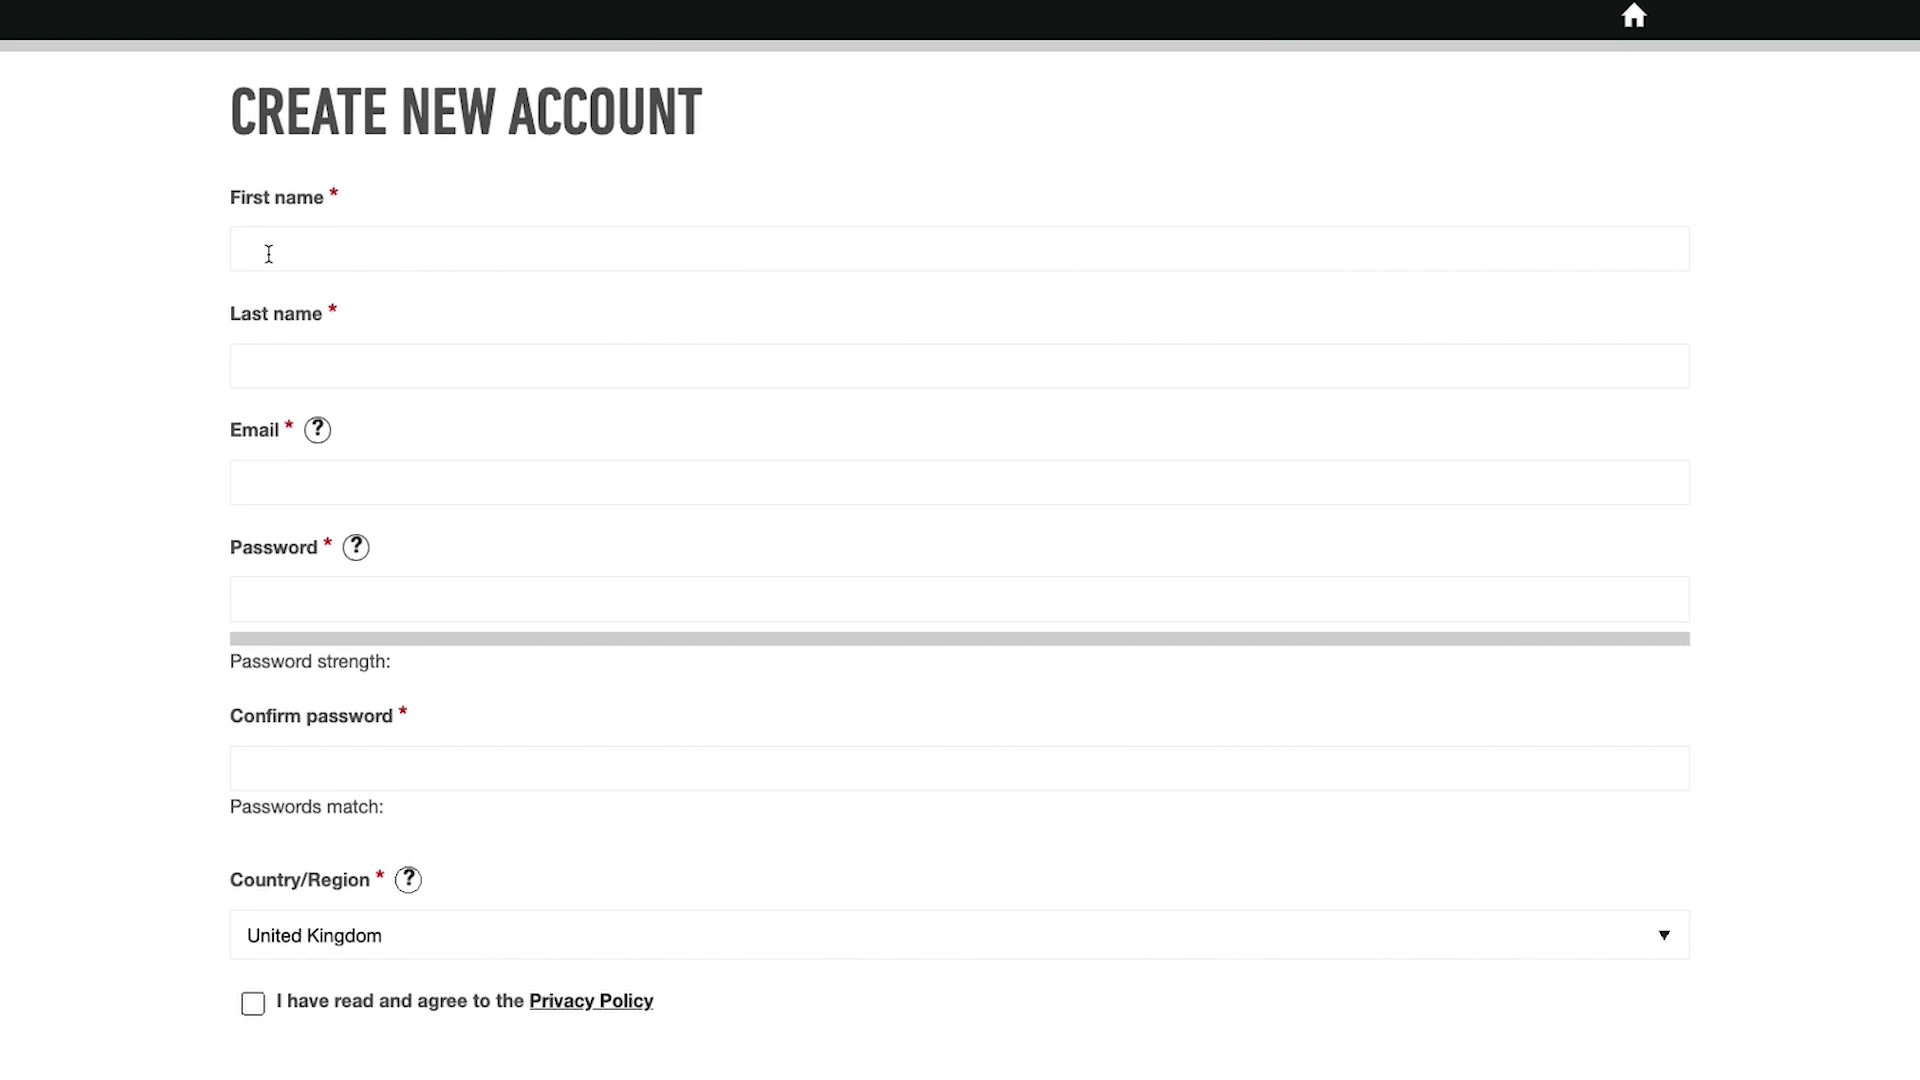 CREATE NEW ACCOUNT
First name *
Last name *
Email * ?
Password * ?
Password strength:
Confirm password *
Passwords match:
Country/Region * ?
United Kingdom
I have read and agree to the Privacy Policy